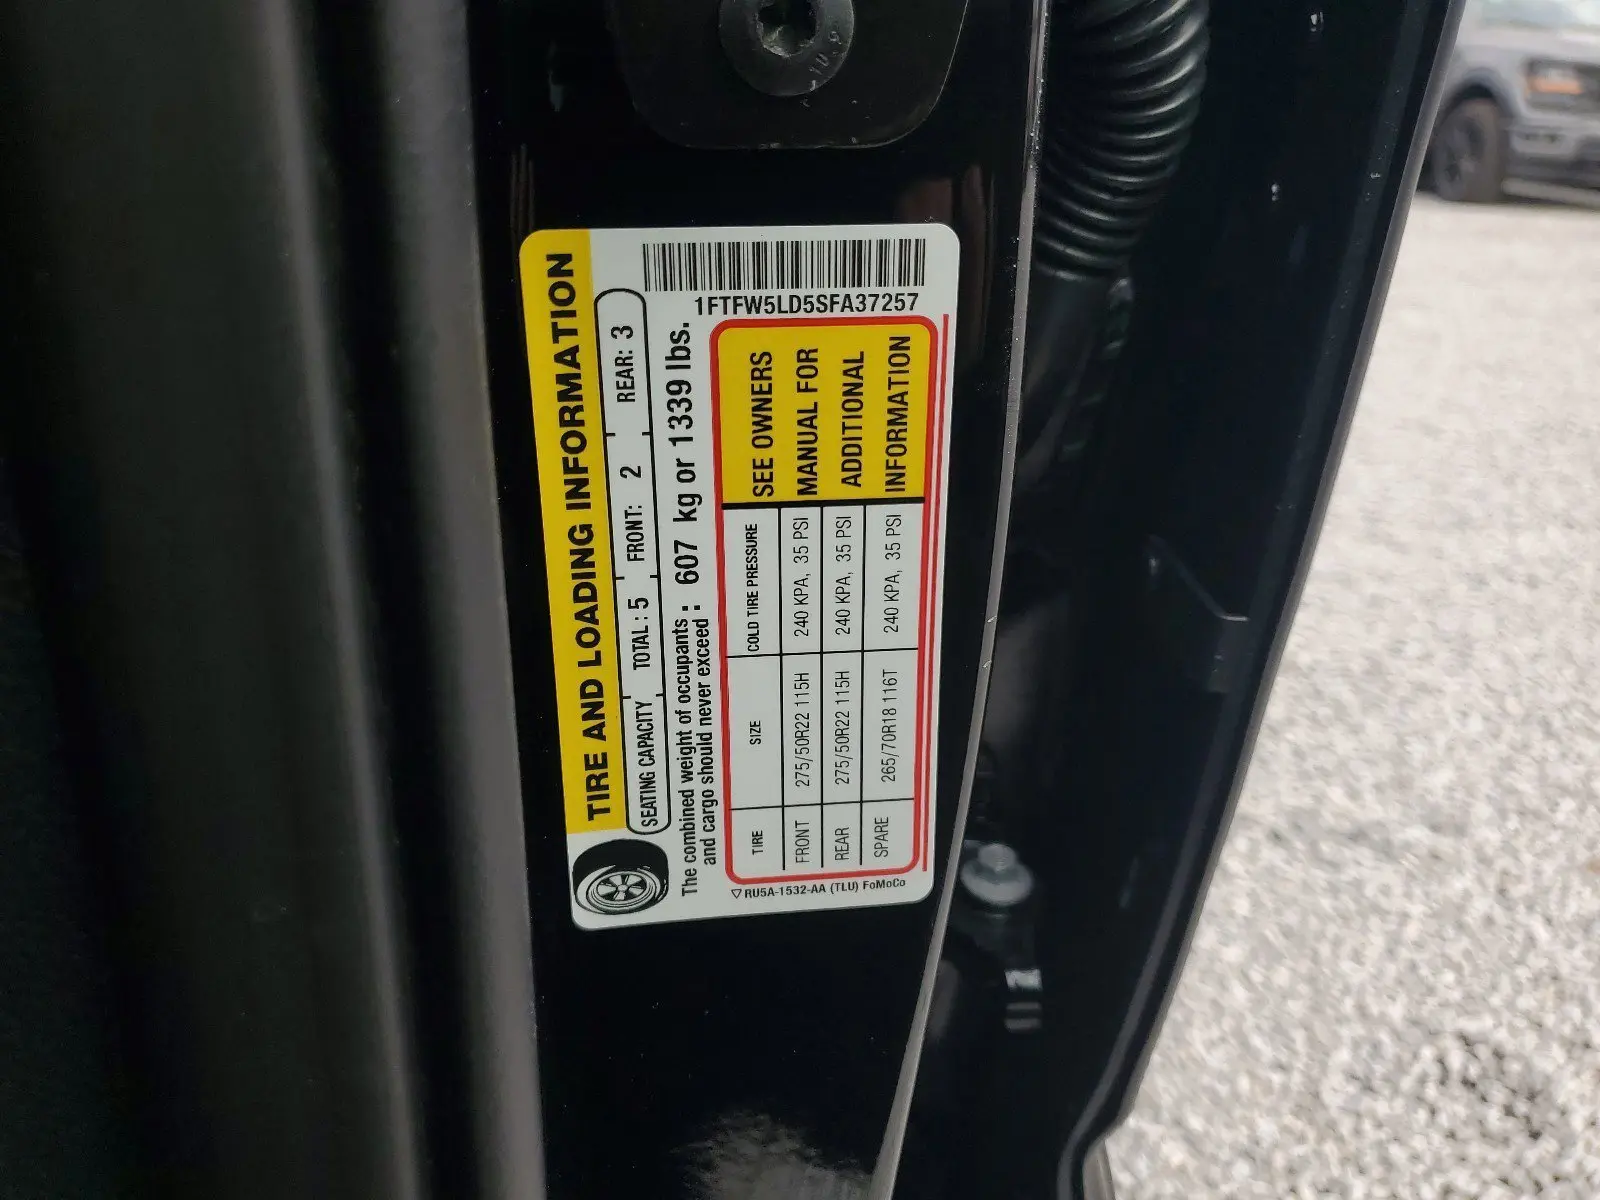 10.9
1FTFW5LD5SFA37257
TIRE AND LOADING INFORMATION
SEATING CAPACITY TOTAL : 5 FRONT: 2 REAR: 3
The combined weight of occupants
and cargo should never exceed : 607 kg or 1339 lbs.
TIRE SIZE COLD TIRE PRESSURE
FRONT 275/50R22 115H 240 KPA, 35 PSI
REAR 275/50R22 115H 240 KPA, 35 PSI
SPARE 265/70R18 116T 240 KPA, 35 PSI
SEE OWNERS
MANUAL FOR
ADDITIONAL
INFORMATION
RU5A-1532-AA (TLU) FoMoCo